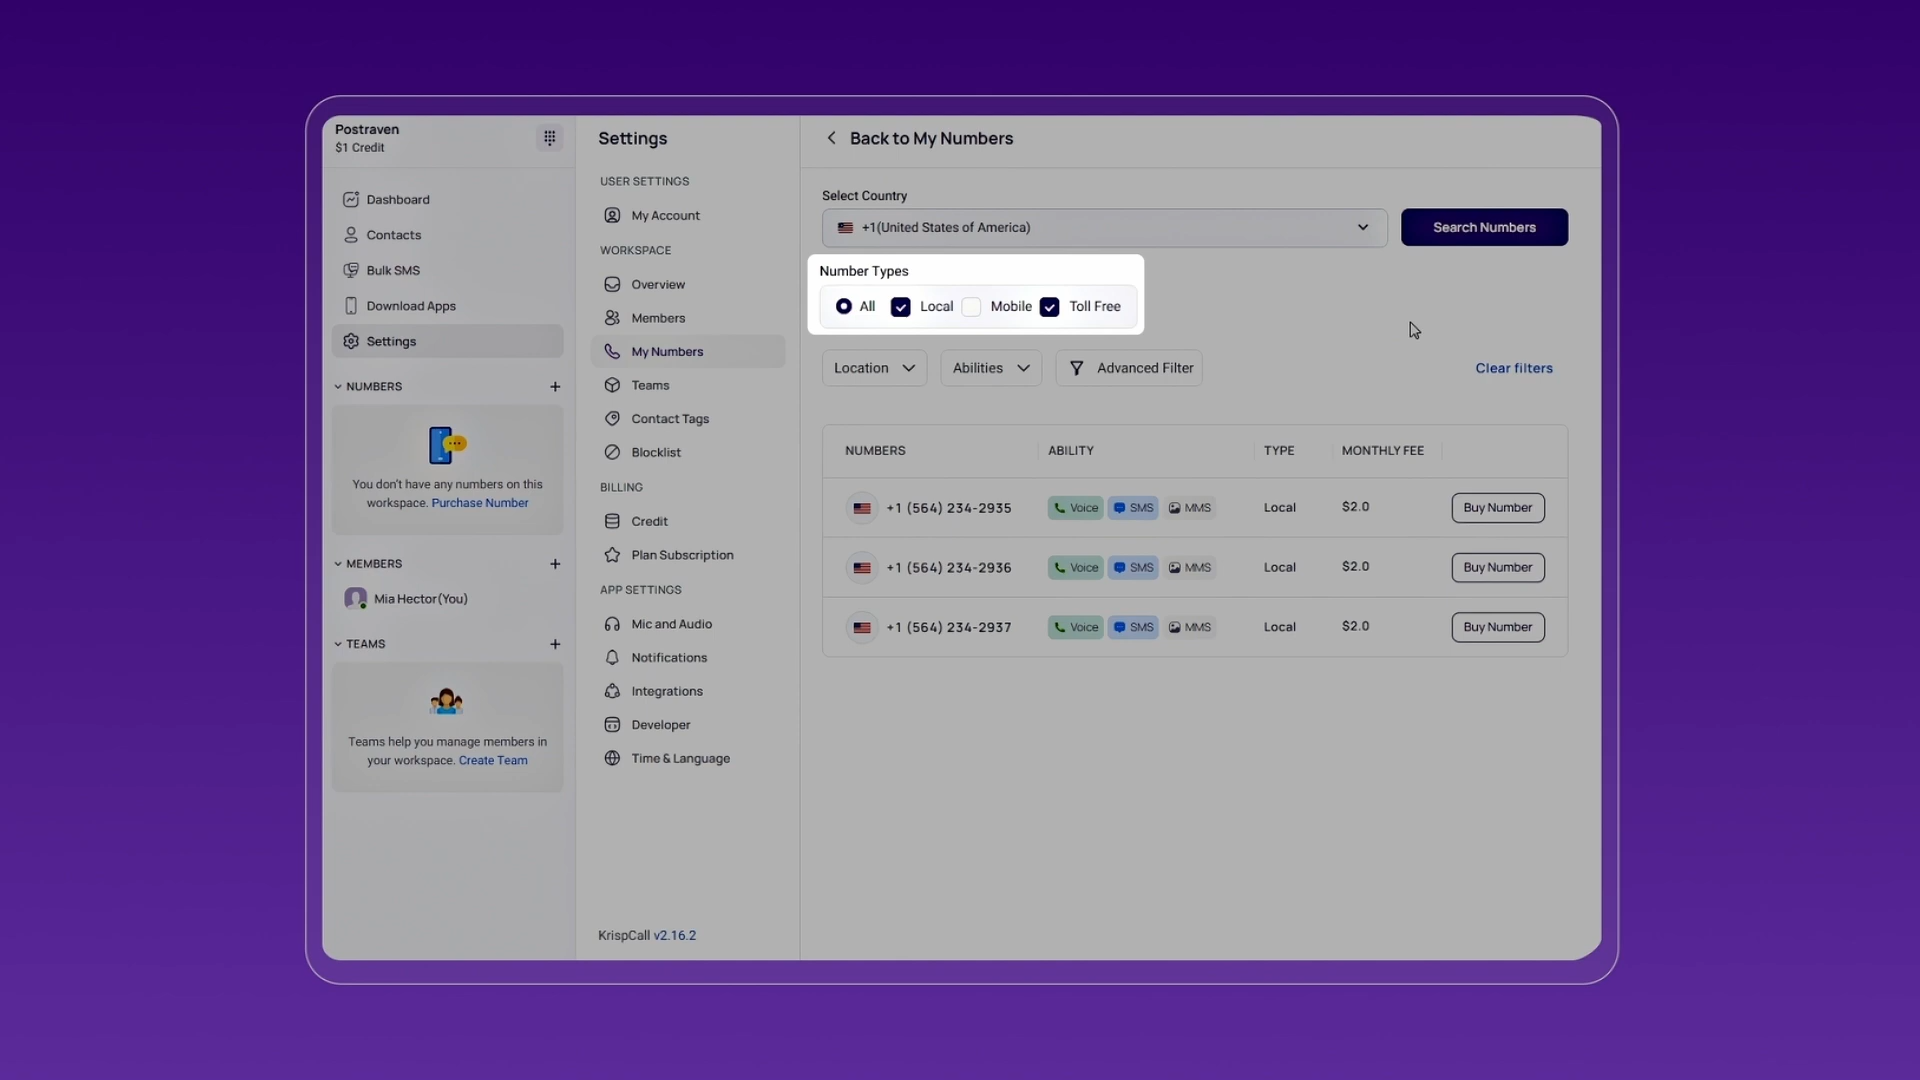 Postraven
$1 Credit
Dashboard
Contacts
Bulk SMS
Download Apps
Settings
NUMBERS
You don't have any numbers on this
workspace. Purchase Number
MEMBERS
Mia Hector(You)
TEAMS
Teams help you manage members in
your workspace. Create Team
Settings
USER SETTINGS
My Account
WORKSPACE
Overview
Members
My Numbers
Teams
Contact Tags
Blocklist
BILLING
Credit
Plan Subscription
APP SETTINGS
Mic and Audio
Notifications
Integrations
Developer
Time & Language
KrispCall v2.16.2
Back to My Numbers
Select Country
+1(United States of America)
Search Numbers
Number Types
All Local Mobile Toll Free
Location Abilities Advanced Filter Clear filters
NUMBERS ABILITY TYPE MONTHLY FEE
+1 (564) 234-2935 Voice SMS MMS Local $2.0 Buy Number
+1 (564) 234-2936 Voice SMS MMS Local $2.0 Buy Number
+1 (564) 234-2937 Voice SMS MMS Local $2.0 Buy Number